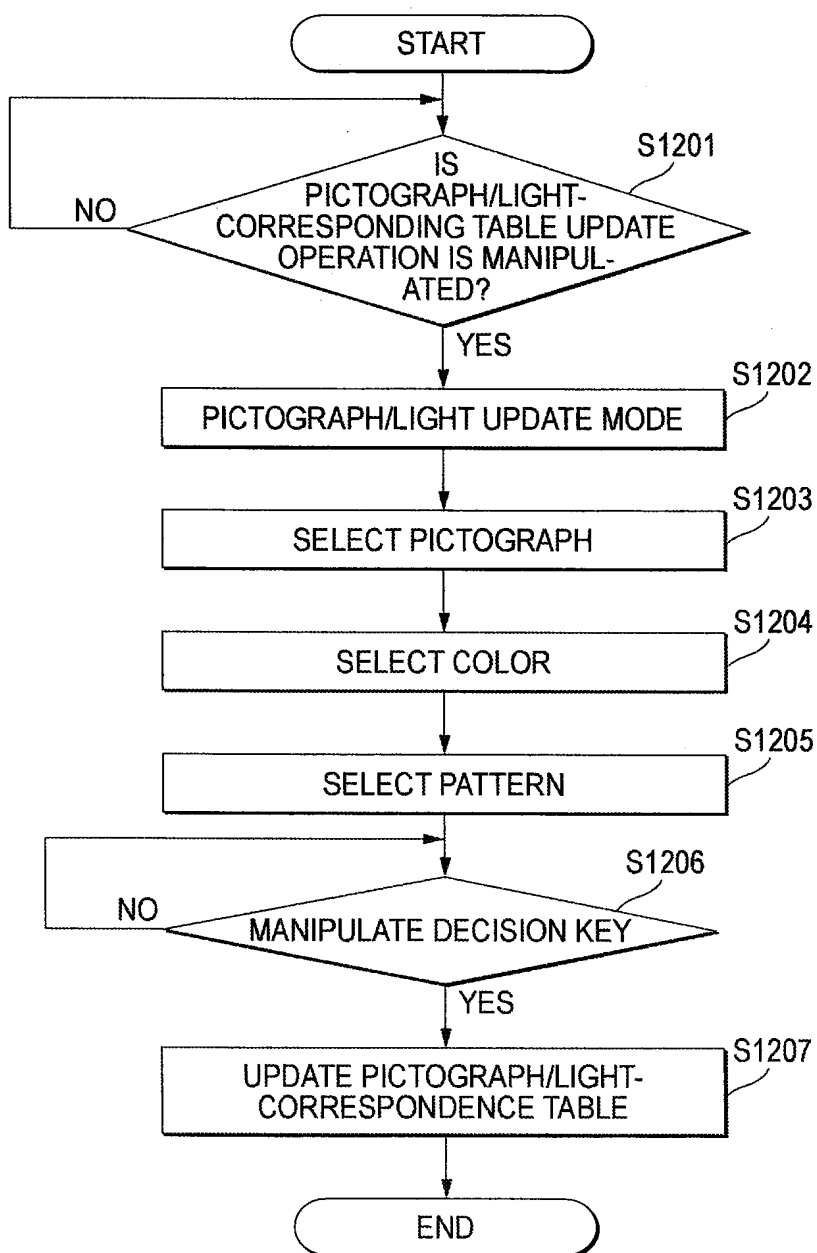 START
S1201
IS
PICTOGRAPH/LIGHT-
NO
CORRESPONDING TABLE UPDATE
OPERATION IS MANIPUL-
ATED?
YES
S1202
PICTOGRAPH/LIGHT UPDATE MODE
S1203
SELECT PICTOGRAPH
S1204
SELECT COLOR
S1205
SELECT PATTERN
S1206
NO
MANIPULATE DECISION KEY
YES
S1207
UPDATE PICTOGRAPH/LIGHT-
CORRESPONDENCE TABLE
END